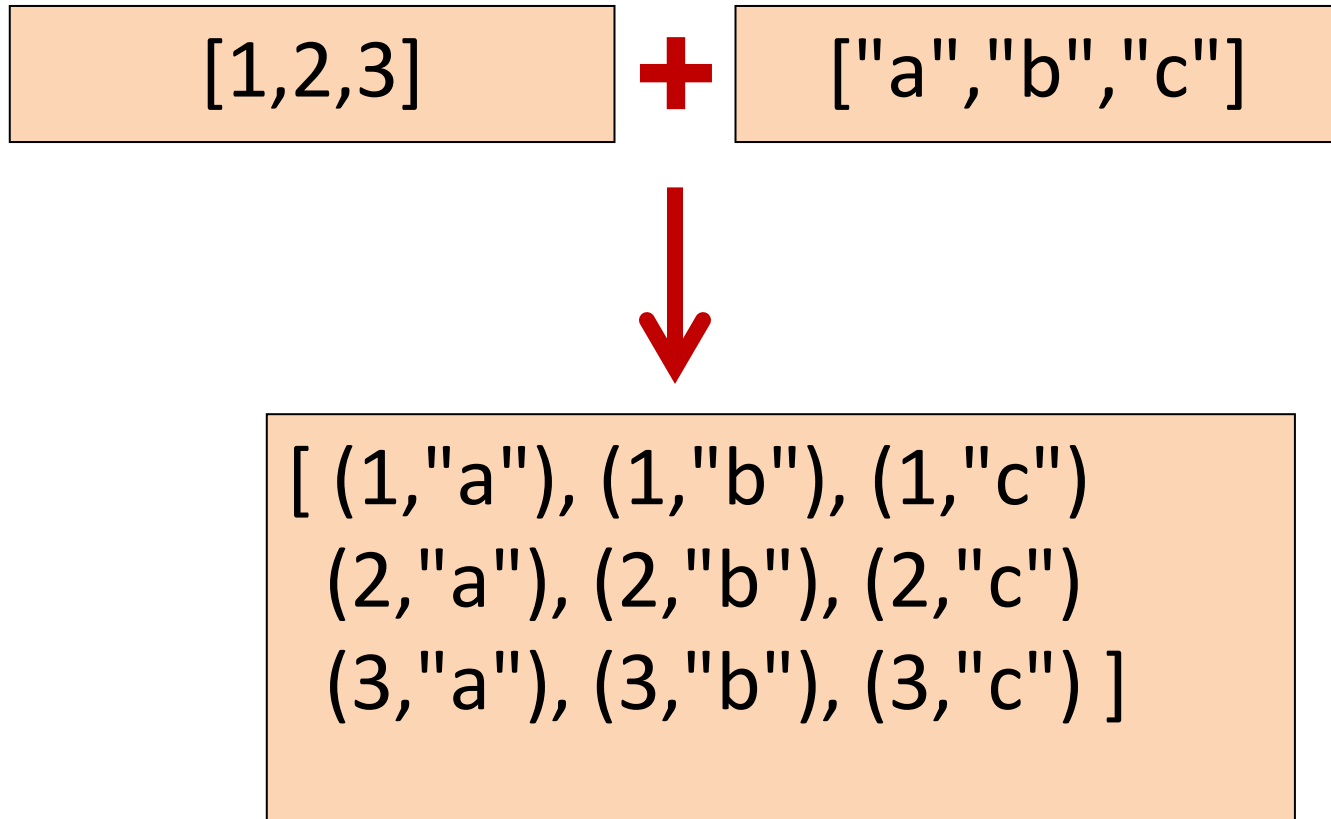 [1,2,3] + ["a","b","c"]
[ (1,"a"), (1,"b"), (1,"c")
(2,"a"), (2,"b"), (2,"c")
(3,"a"), (3,"b"), (3,"c") ]